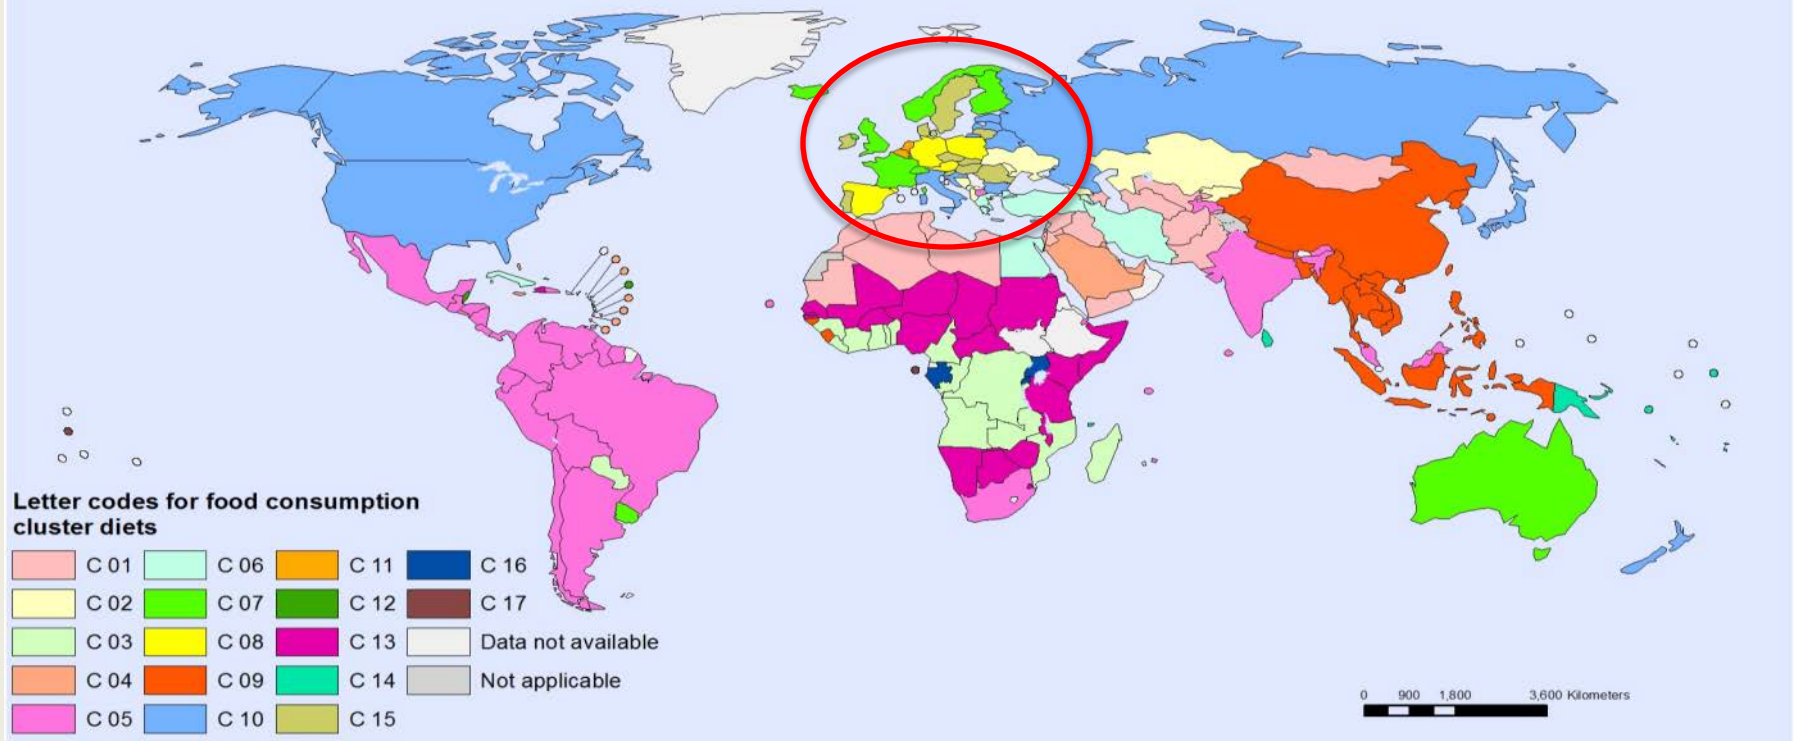 Letter codes for food consumption
cluster diets
C 01 C 06 C 11 C 16
C 02 C 07 C 12 C 17
C 03 C 08 C 13 Data not available
C 04 C 09 C 14 Not applicable
C 05 C 10 C 15
0 900 1,800 3,600 Kilometers